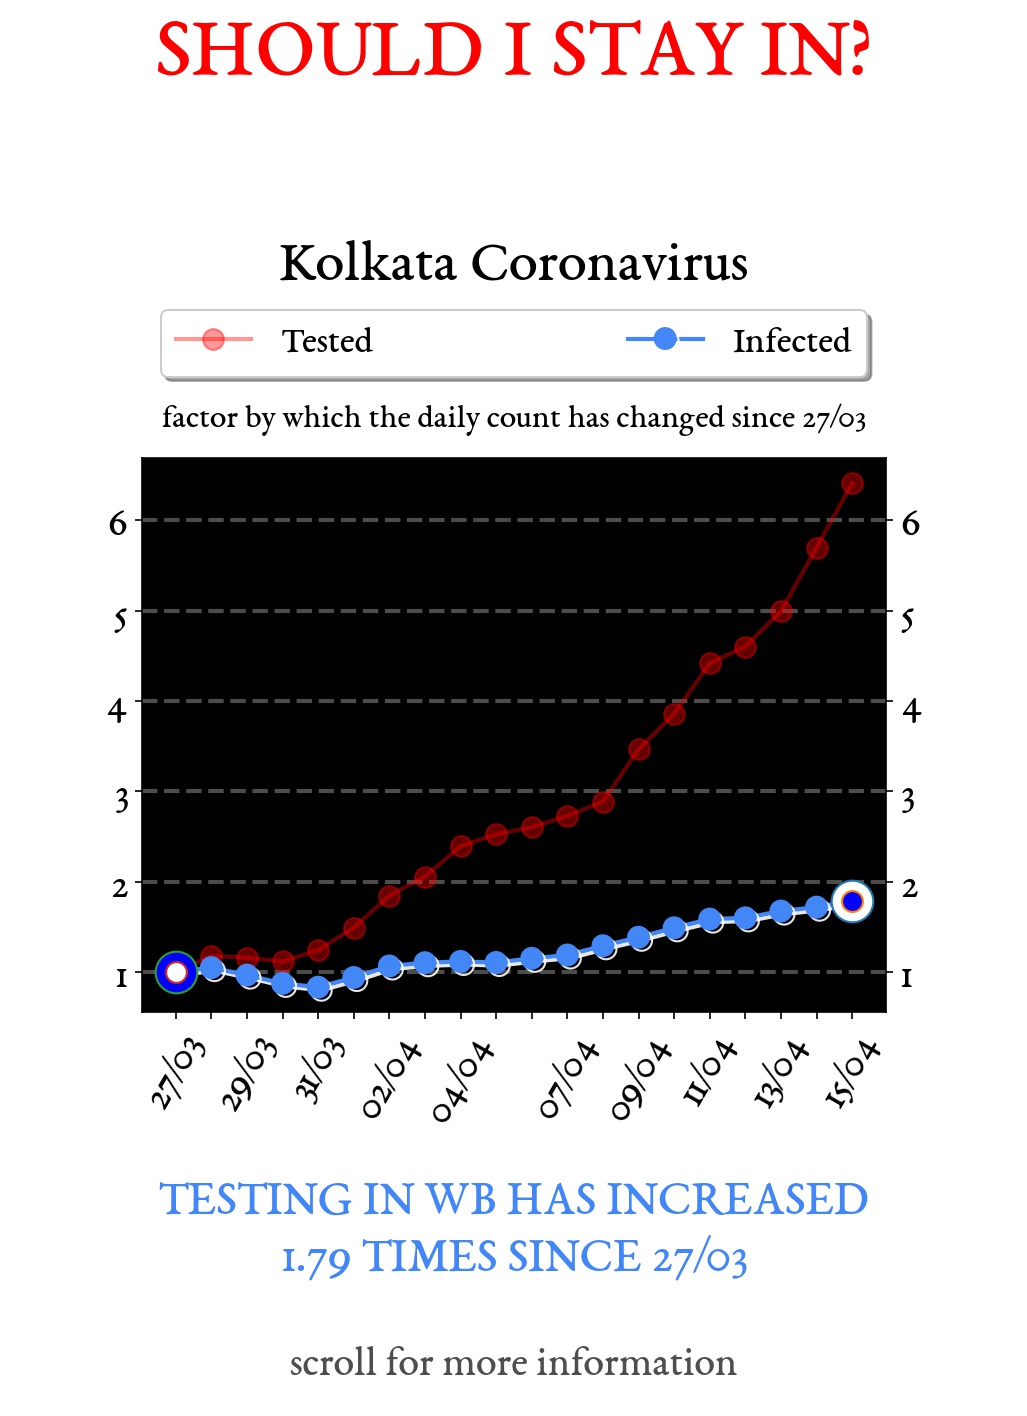 SHOULD I STAY IN?
Kolkata Coronavirus
Tested Infected
factor by which the daily count has changed since 27/03
6 6
5 5
4 4
3 3
2 2
1 1
27/03 29/03 31/03 02/04 04/04 07/04 09/04 11/04 13/04 15/04
TESTING IN WB HAS INCREASED
1.79 TIMES SINCE 27/03
scroll for more information